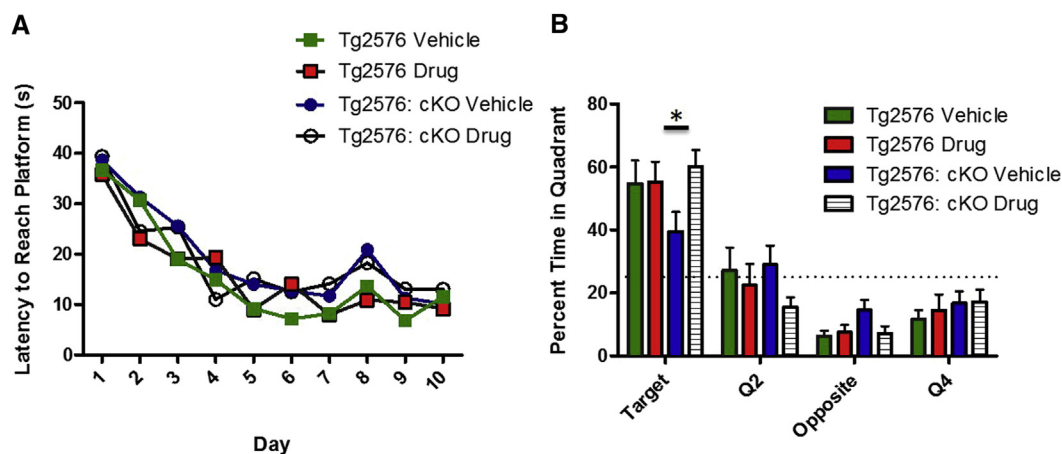 A
Tg2576 Vehicle
Tg2576 Drug
Tg2576: cKO Vehicle
Tg2576: cKO Drug
Latency to Reach Platform (s)
50
40
30
20
10
0
1 2 3 4 5 6 7 8 9 10
Day
B
Tg2576 Vehicle
Tg2576 Drug
Tg2576: cKO Vehicle
Tg2576: cKO Drug
*
Percent Time in Quadrant
80
60
40
20
0
Target Q2 Opposite Q4